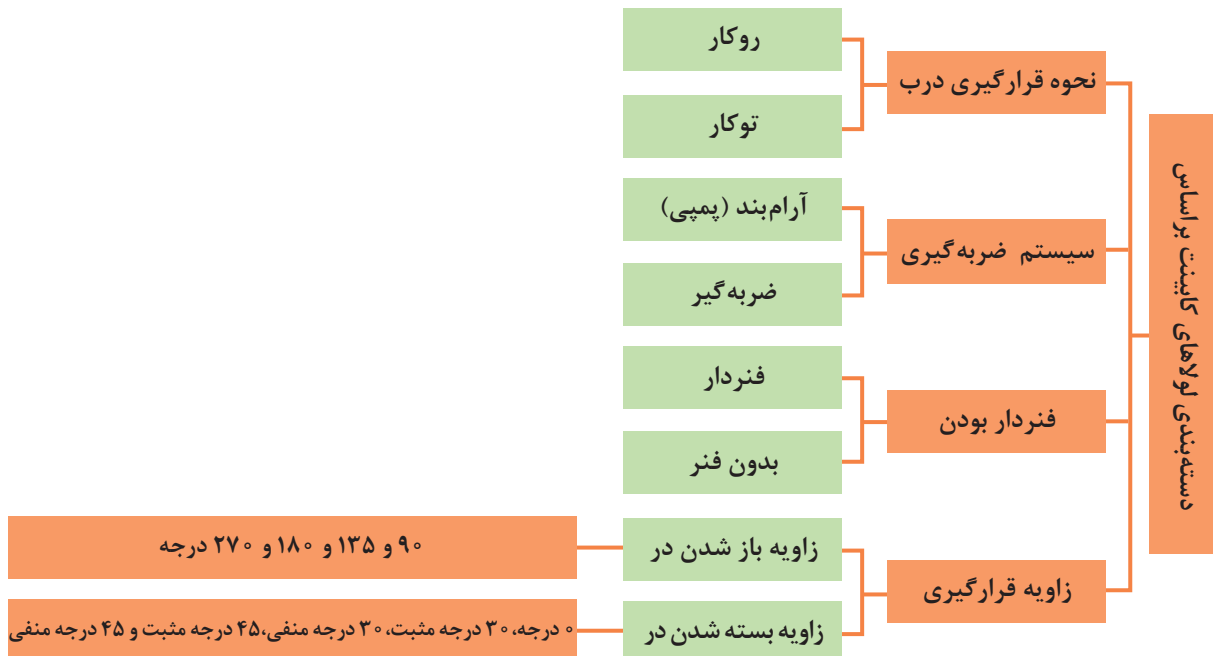 دسته‌بندی لولاهای کابینت براساس
نحوه قرارگیری درب
روکار
توکار
سیستم ضربه‌گیری
آرام‌بند (پمپی)
ضربه‌گیر
فنردار بودن
فنردار
بدون فنر
زاویه قرارگیری
زاویه باز شدن در
۹۰ و ۱۳۵ و ۱۸۰ و ۲۷۰ درجه
زاویه بسته شدن در
۰ درجه، ۳۰ درجه مثبت، ۳۰ درجه منفی،۴۵ درجه مثبت و ۴۵ درجه منفی